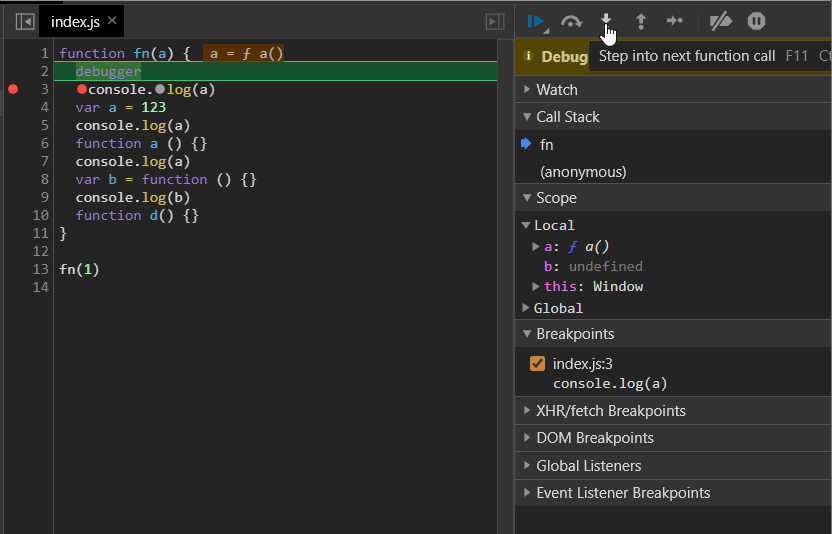 index.js ×
1 function fn(a) { a = ƒ a()
2 debugger
3 console.log(a)
4 var a = 123
5 console.log(a)
6 function a () {}
7 console.log(a)
8 var b = function () {}
9 console.log(b)
10 function d() {}
11 }
12
13 fn(1)
14
Debug
Step into next function call F11 Ct
Watch
Call Stack
fn
(anonymous)
Scope
Local
a: ƒ a()
b: undefined
this: Window
Global
Breakpoints
index.js:3
console.log(a)
XHR/fetch Breakpoints
DOM Breakpoints
Global Listeners
Event Listener Breakpoints